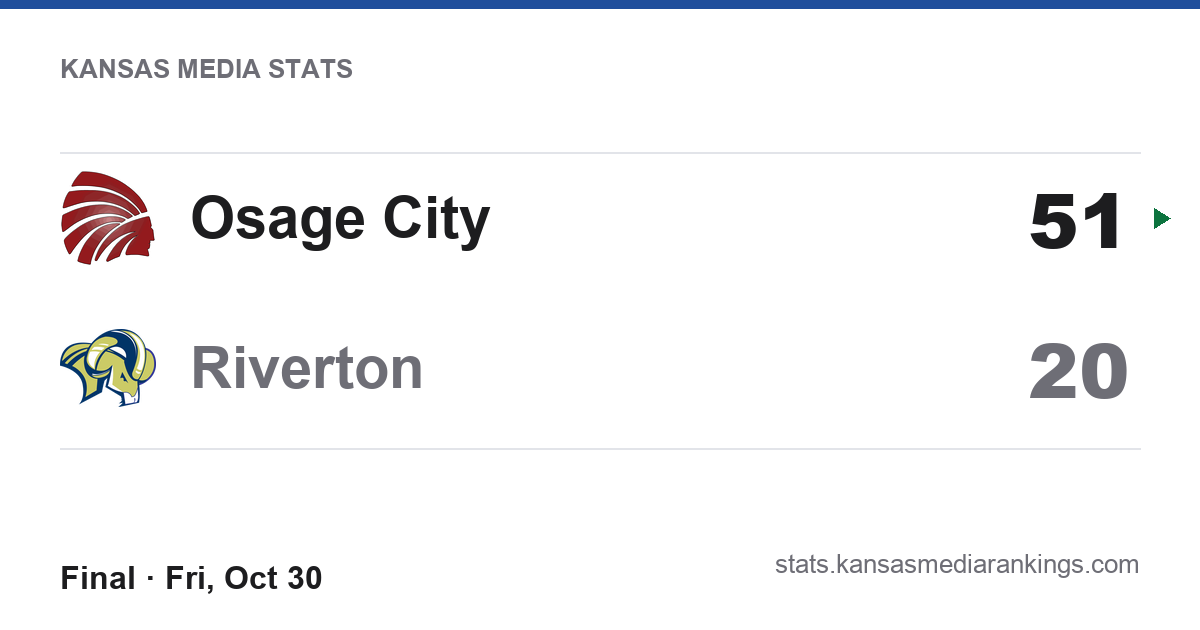 KANSAS MEDIA STATS
Osage City 51
Riverton 20
Final · Fri, Oct 30
stats.kansasmediarankings.com